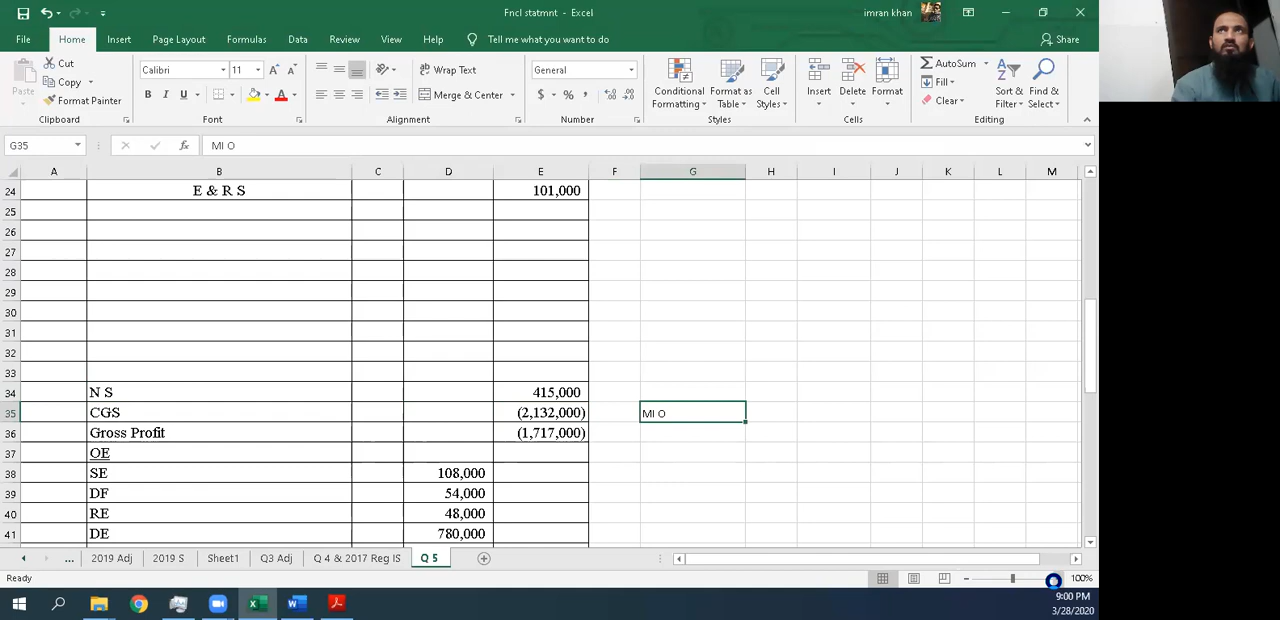 Fncl statmnt - Excel
imran khan
File Home Insert Page Layout Formulas Data Review View Help Tell me what you want to do Share
Paste Cut Copy Format Painter
Calibri 11 B I U
Wrap Text Merge & Center
General $ % ,
Conditional Formatting Format as Table Cell Styles
Insert Delete Format
AutoSum Fill Clear Sort & Filter Find & Select
Clipboard Font Alignment Number Styles Cells Editing
G35 fx MI O
A B C D E F G H I J K L M
24 E & R S 101,000
25
26
27
28
29
30
31
32
33
34 N S 415,000
35 CGS (2,132,000) MI O
36 Gross Profit (1,717,000)
37 OE
38 SE 108,000
39 DF 54,000
40 RE 48,000
41 DE 780,000
... 2019 Adj 2019 S Sheet1 Q3 Adj Q 4 & 2017 Reg IS Q 5
Ready 100%
9:00 PM
3/28/2020